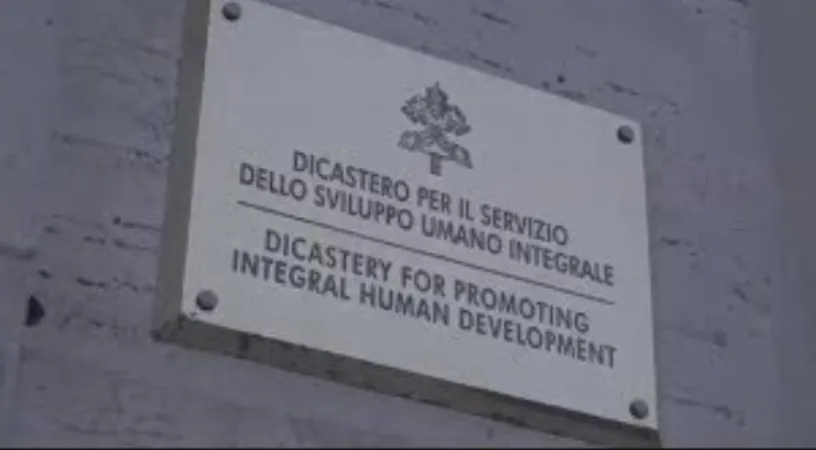 DICASTERO PER IL SERVIZIO
DELLO SVILUPPO UMANO INTEGRALE
DICASTERY FOR PROMOTING
INTEGRAL HUMAN DEVELOPMENT